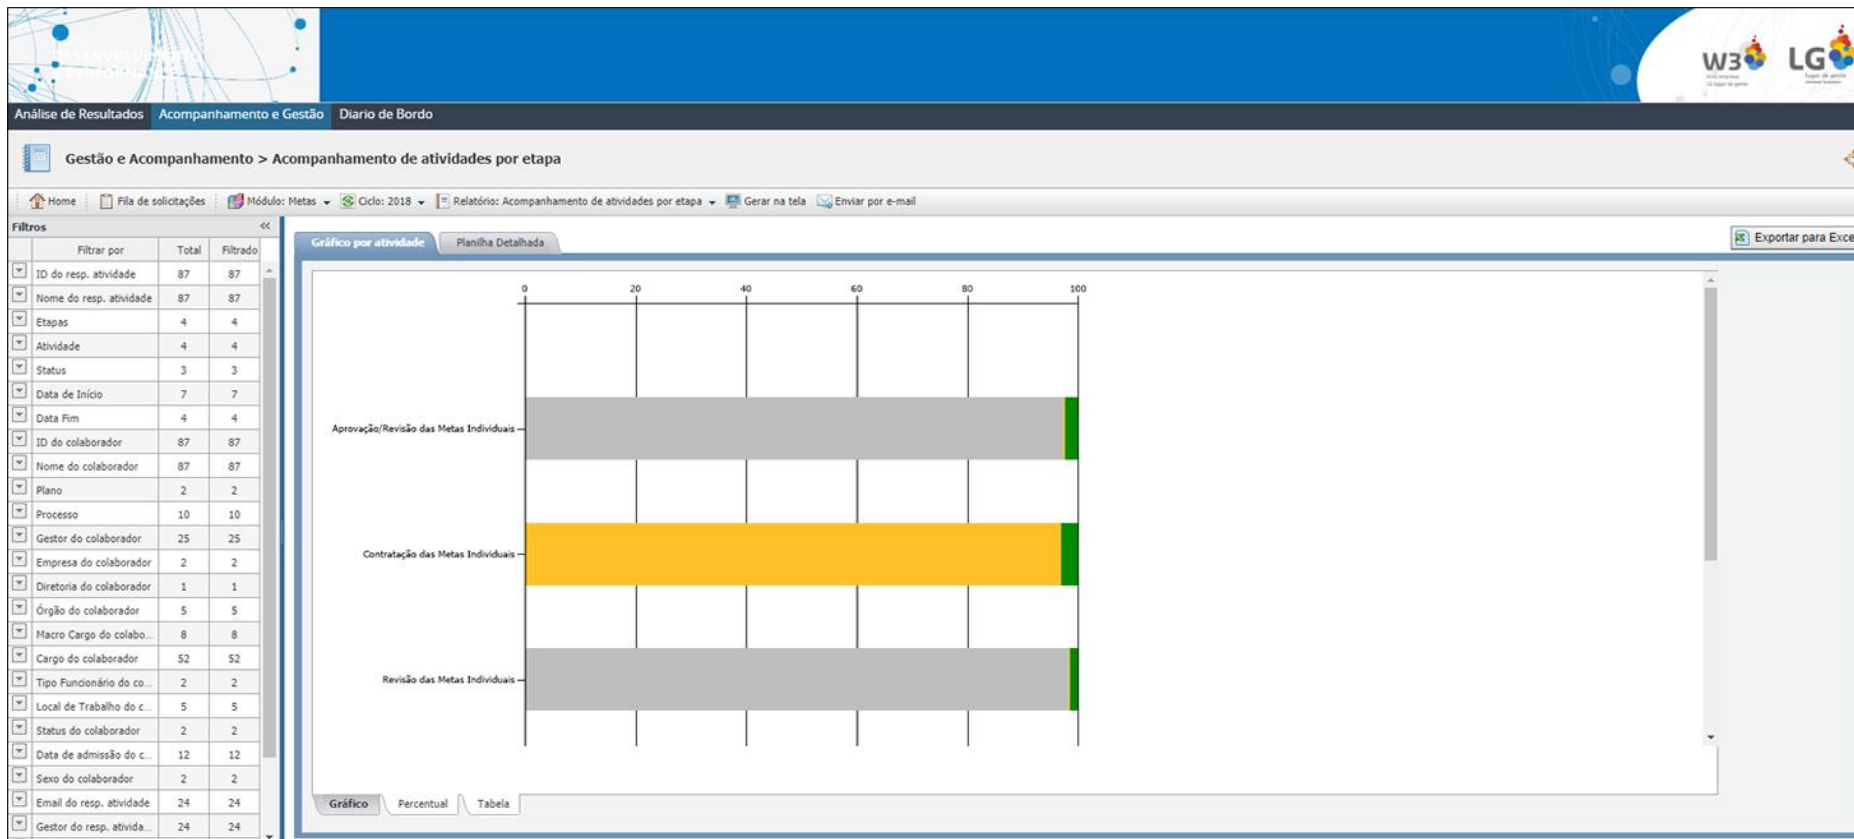 DESENVOLVIMENTO
E PERFORMANCE
W3
LG
lugar de gente
Análise de Resultados Acompanhamento e Gestão Diario de Bordo
Gestão e Acompanhamento > Acompanhamento de atividades por etapa
Home Fila de solicitações Módulo: Metas Ciclo: 2018 Relatório: Acompanhamento de atividades por etapa Gerar na tela Enviar por e-mail
Filtros «
Filtrar por Total Filtrado
ID do resp. atividade 87 87
Nome do resp. atividade 87 87
Etapas 4 4
Atividade 4 4
Status 3 3
Data de Início 7 7
Data Fim 4 4
ID do colaborador 87 87
Nome do colaborador 87 87
Plano 2 2
Processo 10 10
Gestor do colaborador 25 25
Empresa do colaborador 2 2
Diretoria do colaborador 1 1
Órgão do colaborador 5 5
Macro Cargo do colabo... 8 8
Cargo do colaborador 52 52
Tipo Funcionário do co... 2 2
Local de Trabalho do c... 5 5
Status do colaborador 2 2
Data de admissão do c... 12 12
Sexo do colaborador 2 2
Email do resp. atividade 24 24
Gestor do resp. ativida... 24 24
Gráfico por atividade Planilha Detalhada
Exportar para Exce
0 20 40 60 80 100
Aprovação/Revisão das Metas Individuais
Contratação das Metas Individuais
Revisão das Metas Individuais
Gráfico Percentual Tabela